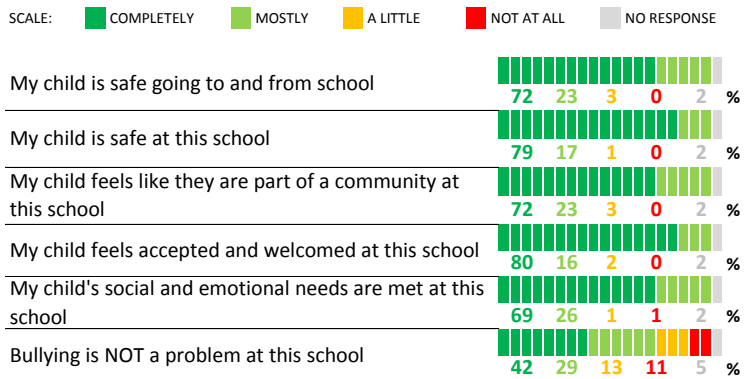 SCALE: COMPLETELY MOSTLY A LITTLE NOT AT ALL NO RESPONSE
My child is safe going to and from school
72 23 3 0 2 %
My child is safe at this school
79 17 1 0 2 %
My child feels like they are part of a community at
this school
72 23 3 0 2 %
My child feels accepted and welcomed at this school
80 16 2 0 2 %
My child's social and emotional needs are met at this
school
69 26 1 1 2 %
Bullying is NOT a problem at this school
42 29 13 11 5 %